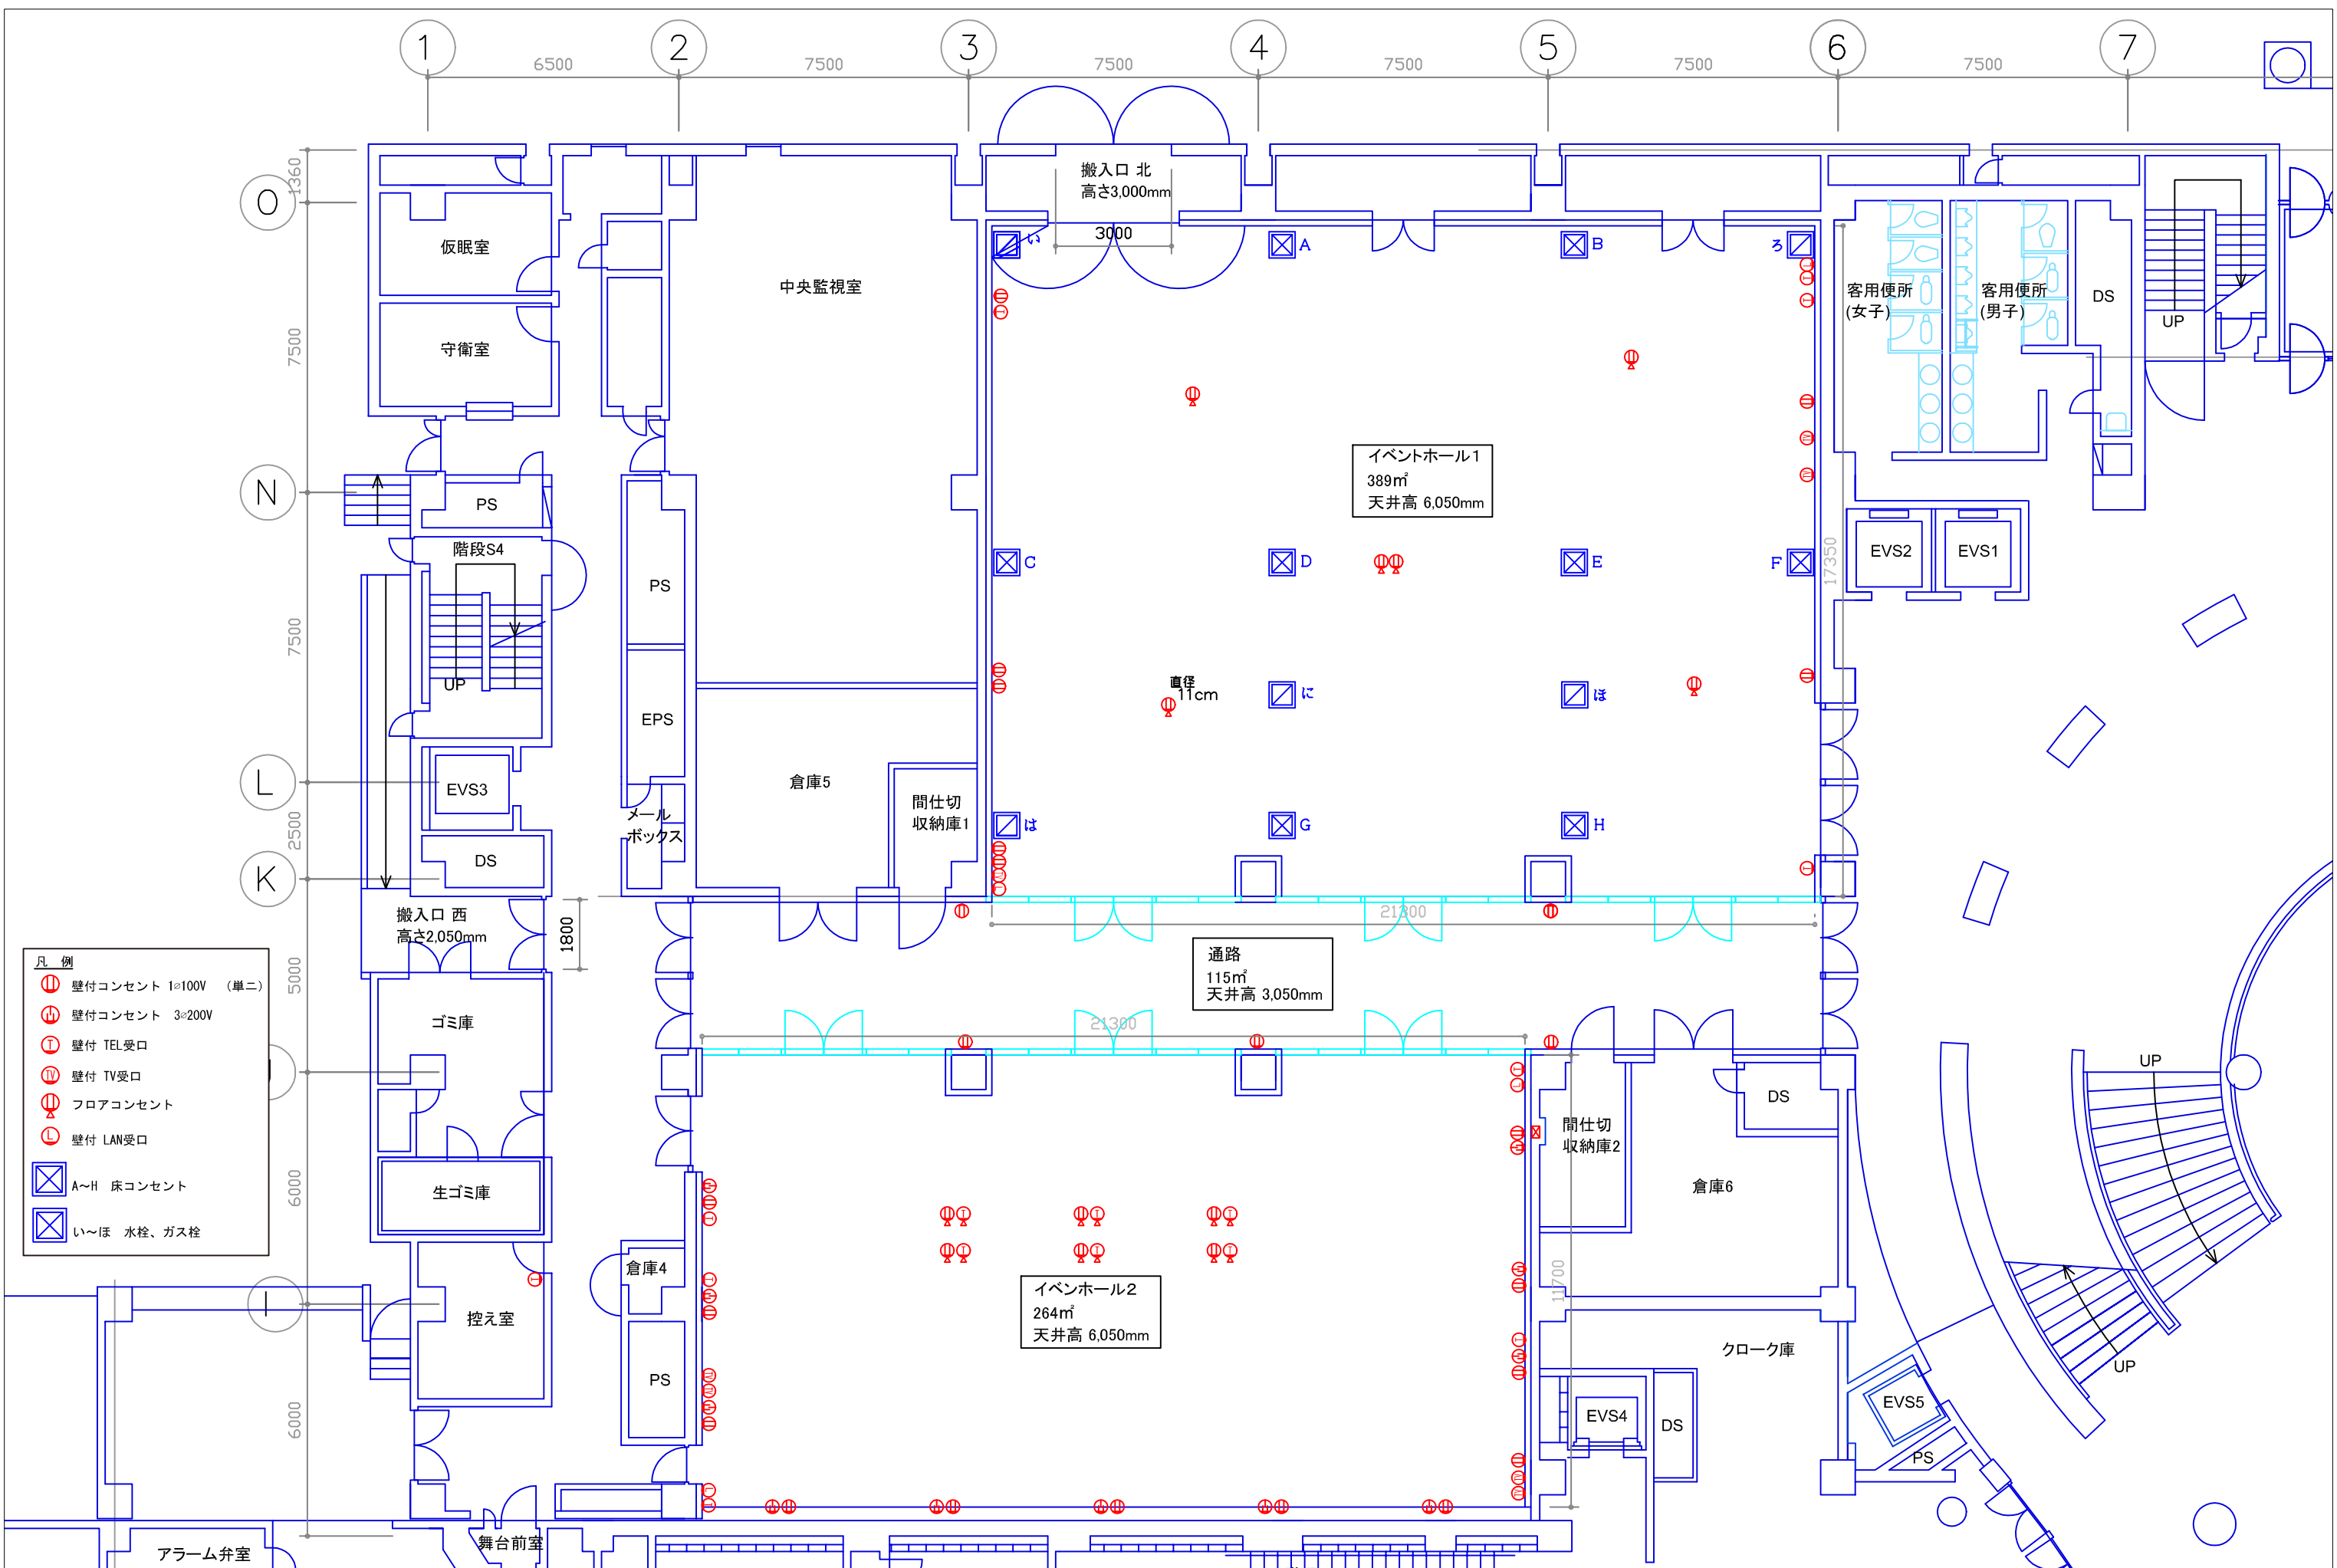 1
2
3
4
5
6
7
6500
7500
7500
7500
7500
7500
1360
O
7500
N
7500
L
2500
K
5000
6000
I
6000
搬入口 北
高さ3,000mm
3000
仮眠室
守衛室
中央監視室
い
A
B
ろ
客用便所
(女子)
客用便所
(男子)
DS
UP
イベントホール1
389㎡
天井高 6,050mm
PS
階段S4
UP
PS
EPS
C
D
E
F
17350
EVS2
EVS1
直径
11cm
に
ほ
EVS3
DS
メール
ボックス
倉庫5
間仕切
収納庫1
は
G
H
搬入口 西
高さ2,050mm
1800
21300
通路
115㎡
天井高 3,050mm
21300
凡 例
壁付コンセント 1⌀100V (単ニ)
壁付コンセント 3⌀200V
T 壁付 TEL受口
TV 壁付 TV受口
フロアコンセント
L 壁付 LAN受口
A~H 床コンセント
い~ほ 水栓、ガス栓
ゴミ庫
生ゴミ庫
控え室
倉庫4
PS
イベンホール2
264㎡
天井高 6,050mm
間仕切
収納庫2
DS
倉庫6
11700
クローク庫
EVS4
DS
EVS5
PS
UP
UP
アラーム弁室
舞台前室